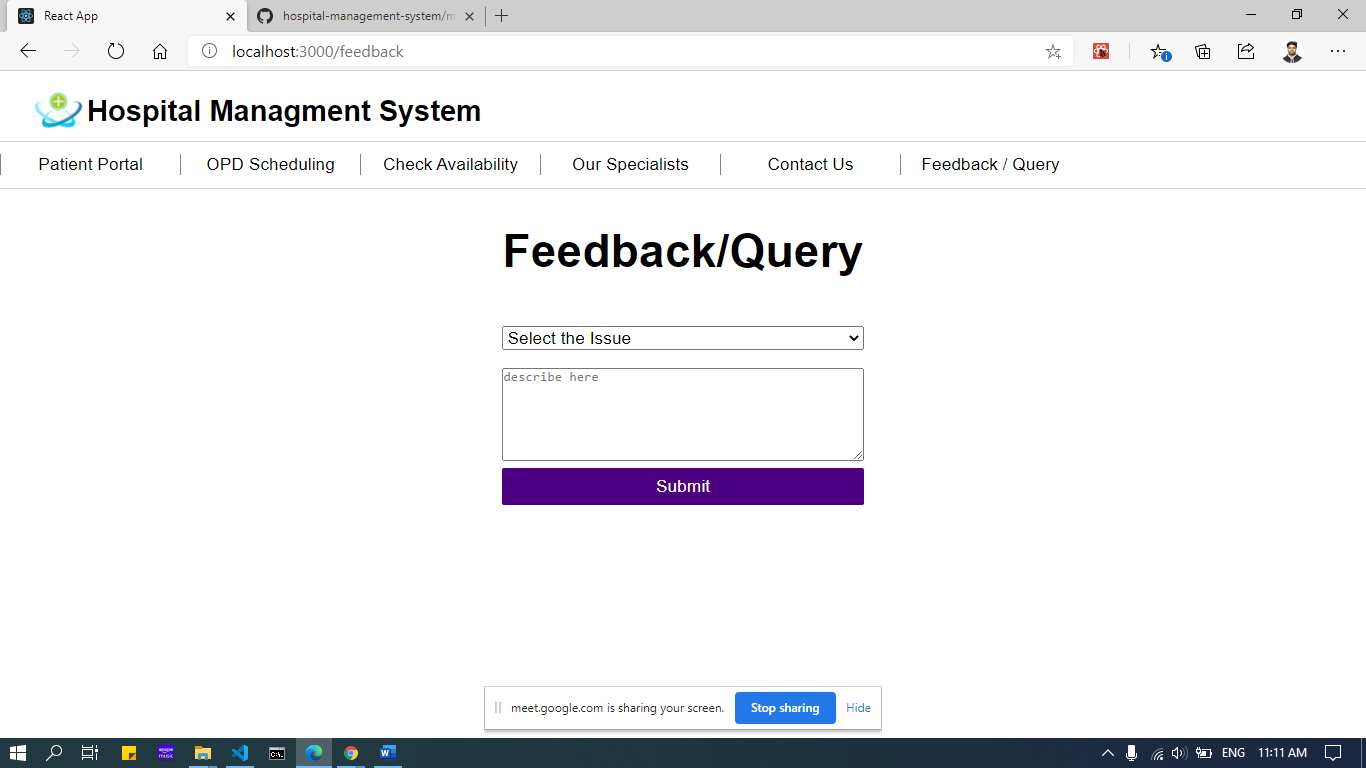 React App
hospital-management-system/m
localhost:3000/feedback
Hospital Managment System
Patient Portal
OPD Scheduling
Check Availability
Our Specialists
Contact Us
Feedback / Query
Feedback/Query
Select the Issue
describe here
Submit
meet.google.com is sharing your screen.
Stop sharing
Hide
amazon music
ENG
11:11 AM